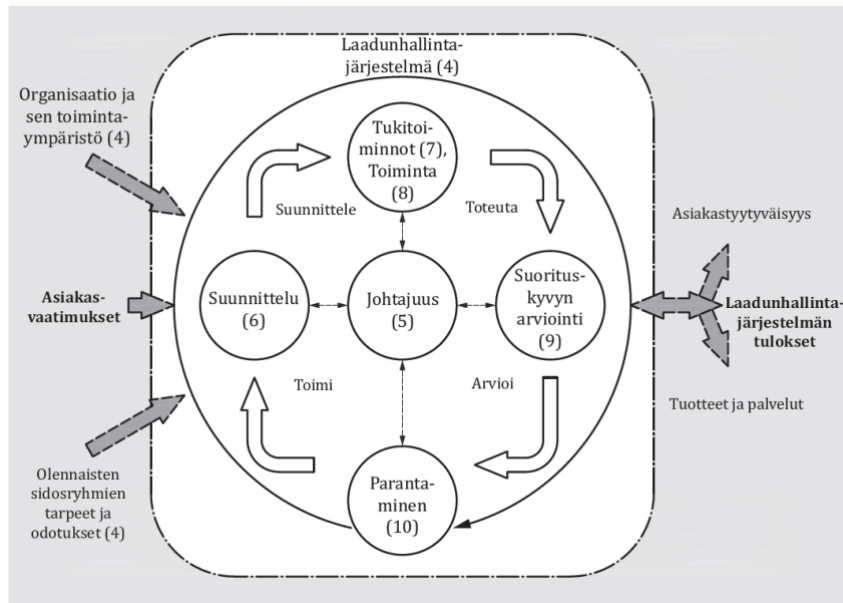 Laadunhallinta-
järjestelmä (4)
Organisaatio ja
sen toiminta-
ympäristö (4)
Tukitoi-
minnot (7),
Toiminta
(8)
Suunnittele
Toteuta
Asiakastyytyväisyys
Asiakas-
vaatimukset
Suunnittelu
(6)
Johtajuus
(5)
Suoritus-
kyvyn
arviointi
(9)
Laadunhallinta-
järjestelmän
tulokset
Toimi
Arvioi
Tuotteet ja palvelut
Olennaisten
sidosryhmien
tarpeet ja
odotukset (4)
Paranta-
minen
(10)